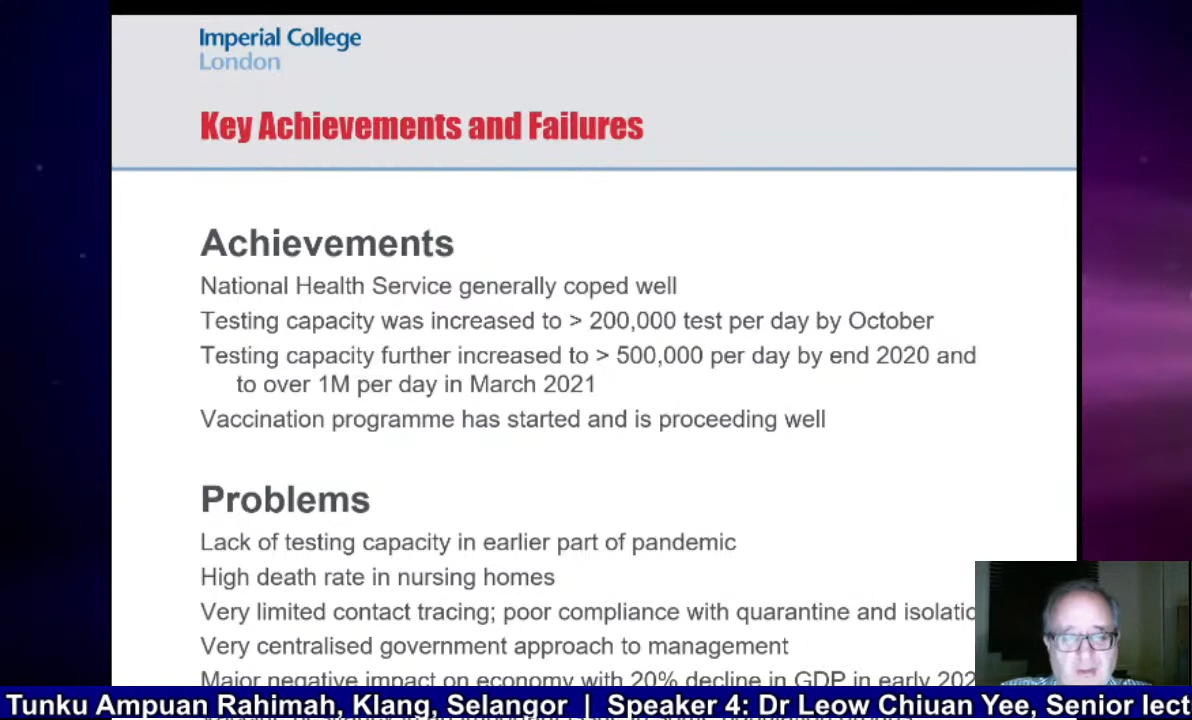 Imperial College
London
Key Achievements and Failures
Achievements
National Health Service generally coped well
Testing capacity was increased to > 200,000 test per day by October
Testing capacity further increased to > 500,000 per day by end 2020 and
to over 1M per day in March 2021
Vaccination programme has started and is proceeding well
Problems
Lack of testing capacity in earlier part of pandemic
High death rate in nursing homes
Very limited contact tracing; poor compliance with quarantine and isolatio
Very centralised government approach to management
Major negative impact on economy with 20% decline in GDP in early 202
Tunku Ampuan Rahimah, Klang, Selangor | Speaker 4: Dr Leow Chiuan Yee, Senior lect